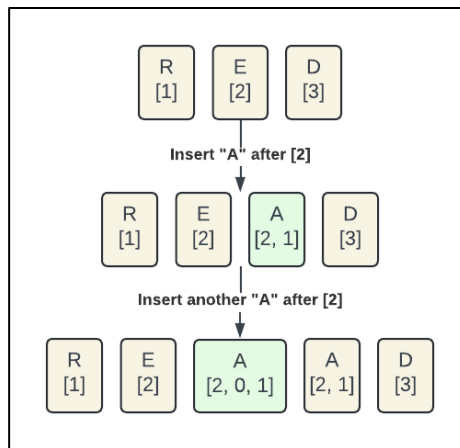 R E D
[1] [2] [3]
Insert "A" after [2]
R E A D
[1] [2] [2, 1] [3]
Insert another "A" after [2]
R E A A D
[1] [2] [2, 0, 1] [2, 1] [3]